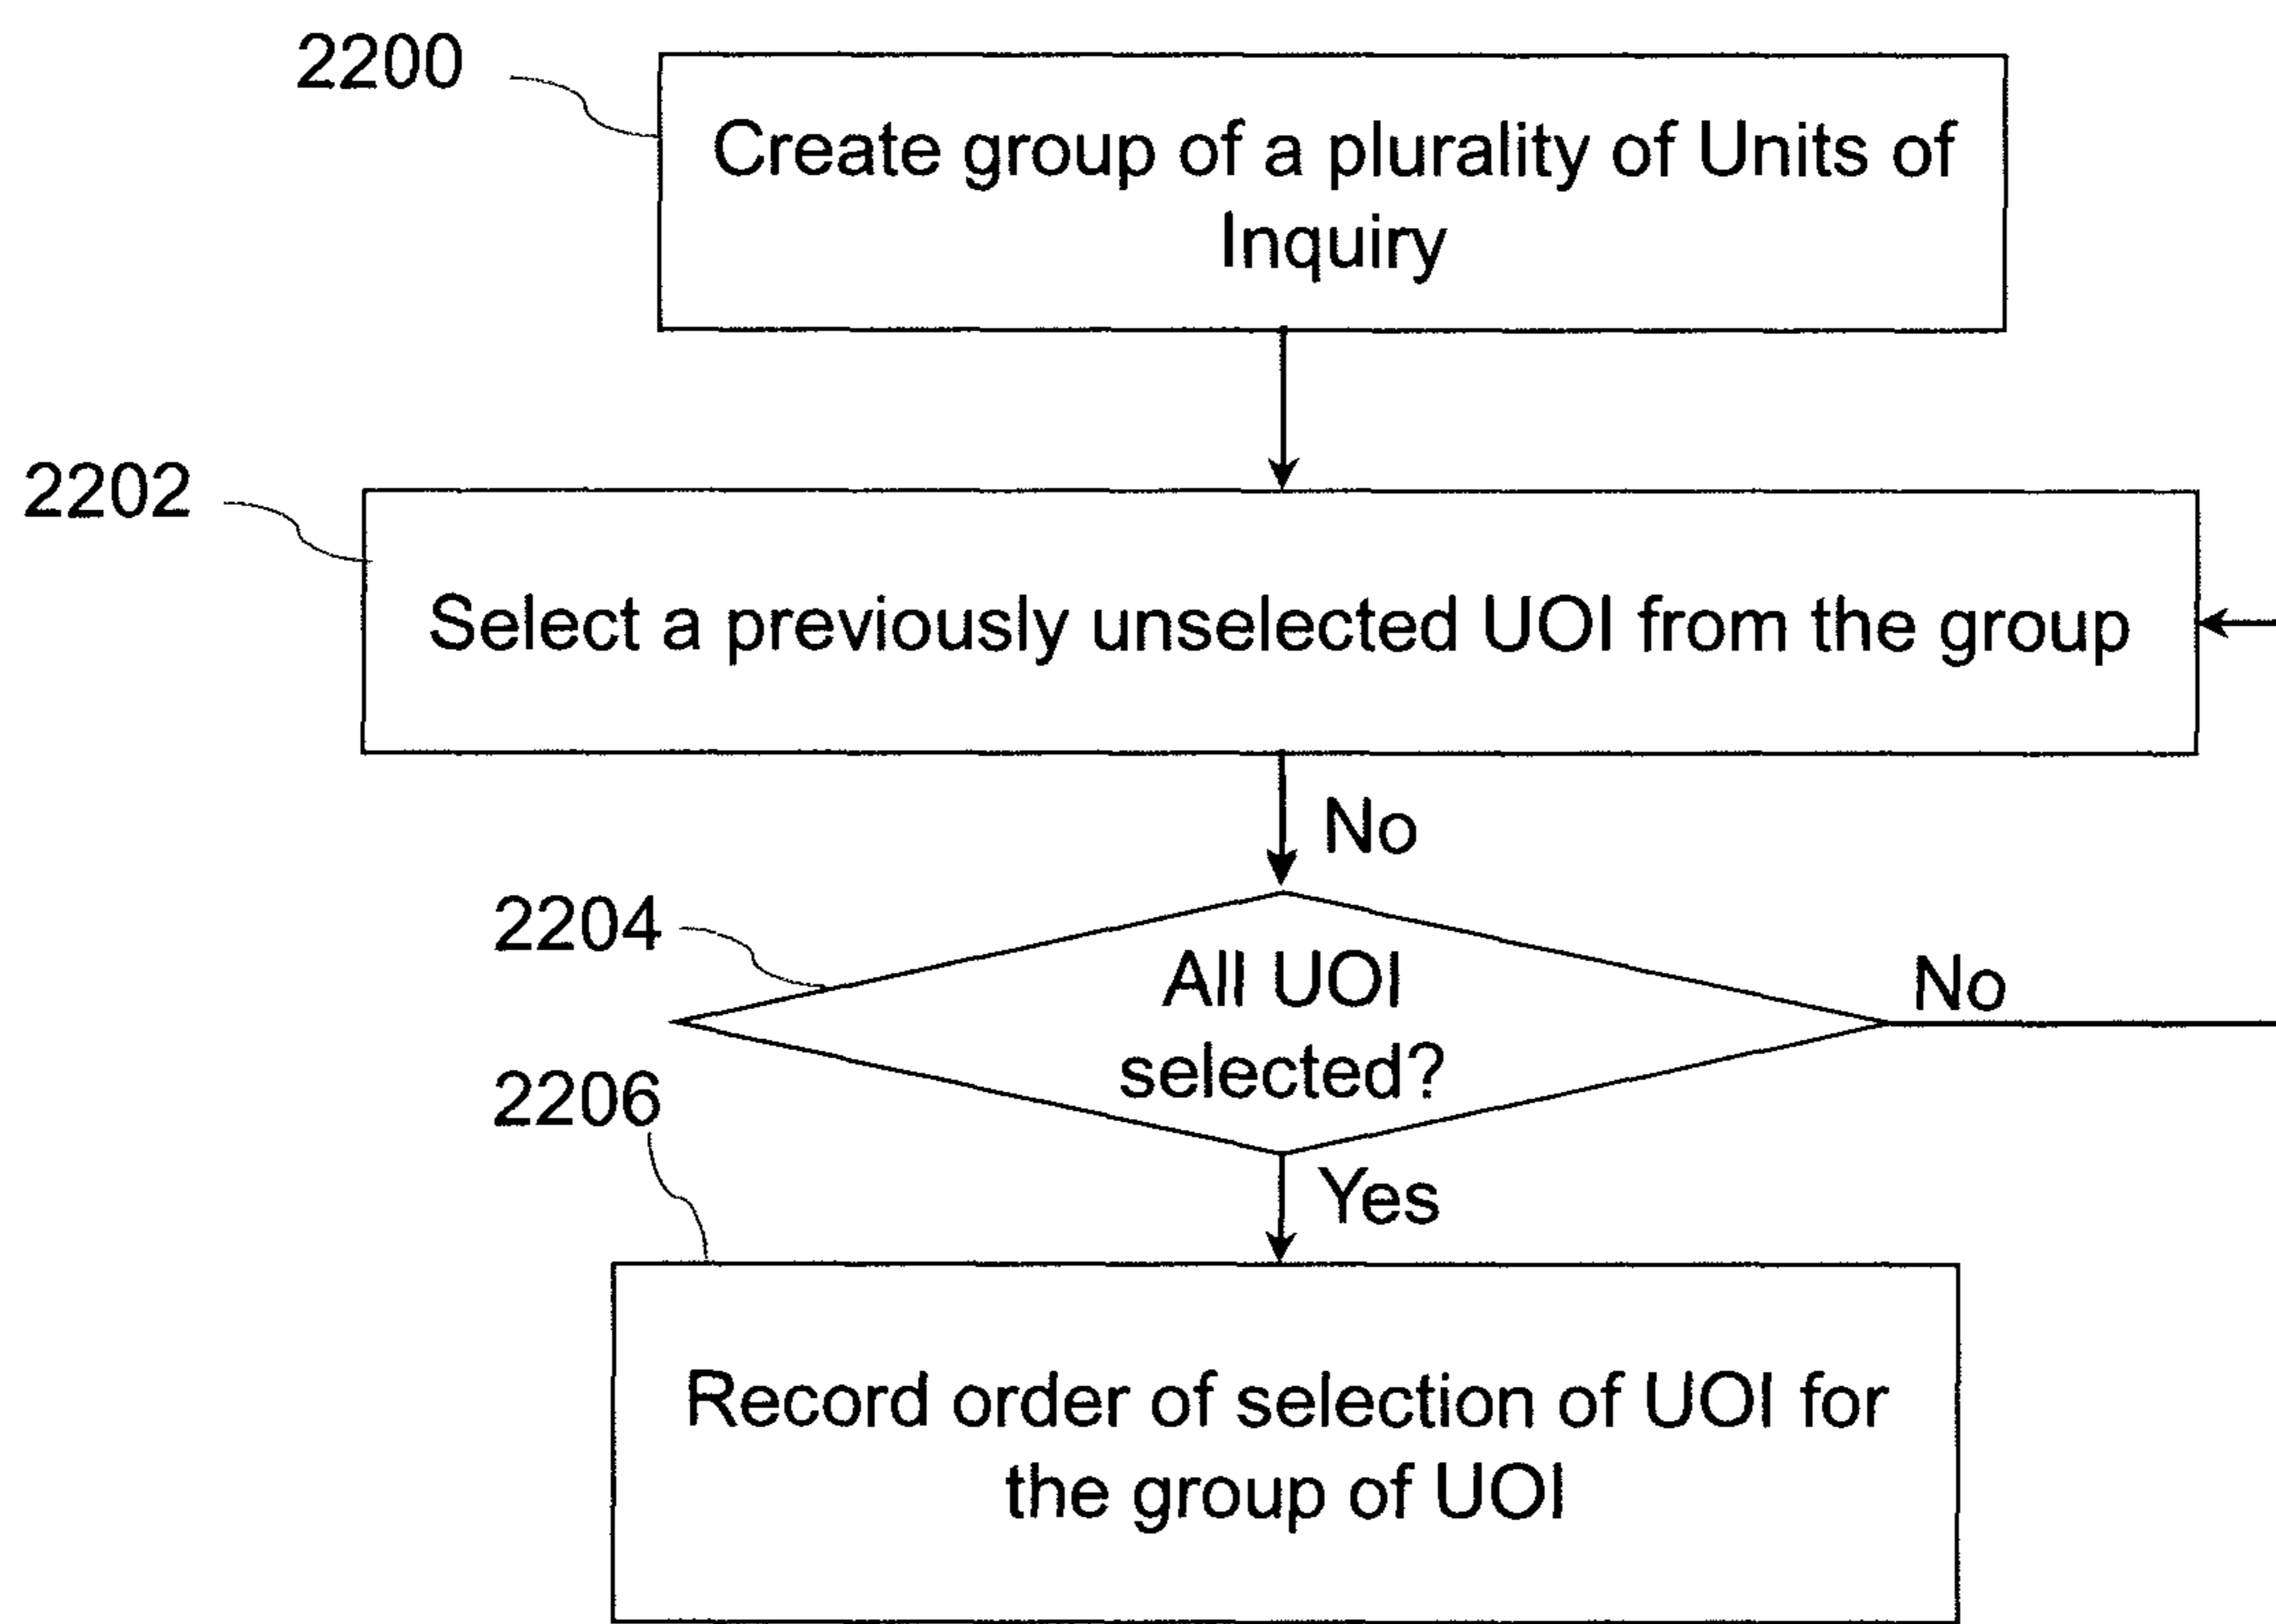 2200
Create group of a plurality of Units of
Inquiry
2202
Select a previously unselected UOI from the group
No
2204
All UOI
selected?
No
2206
Yes
Record order of selection of UOI for
the group of UOI